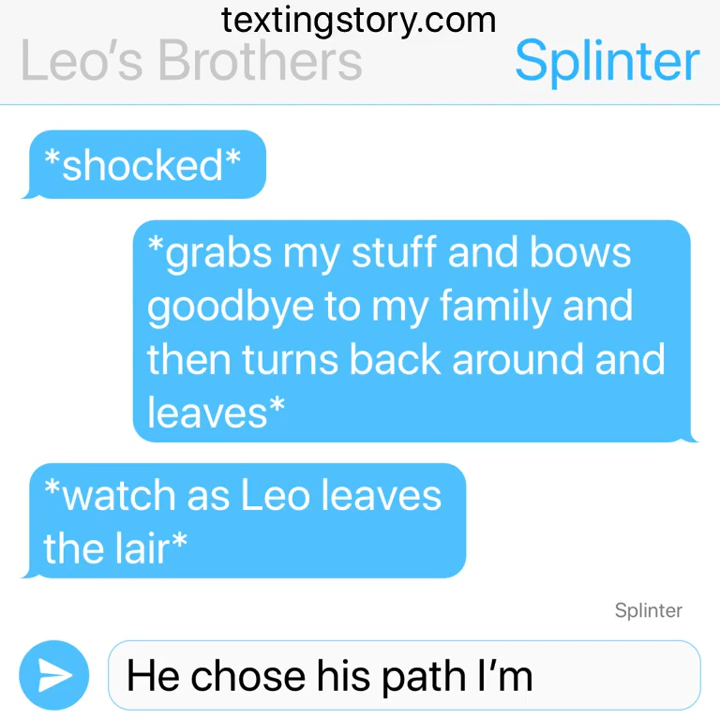 textingstory.com
Leo’s Brothers Splinter
*shocked*
*grabs my stuff and bows
goodbye to my family and
then turns back around and
leaves*
*watch as Leo leaves
the lair*
Splinter
He chose his path I’m